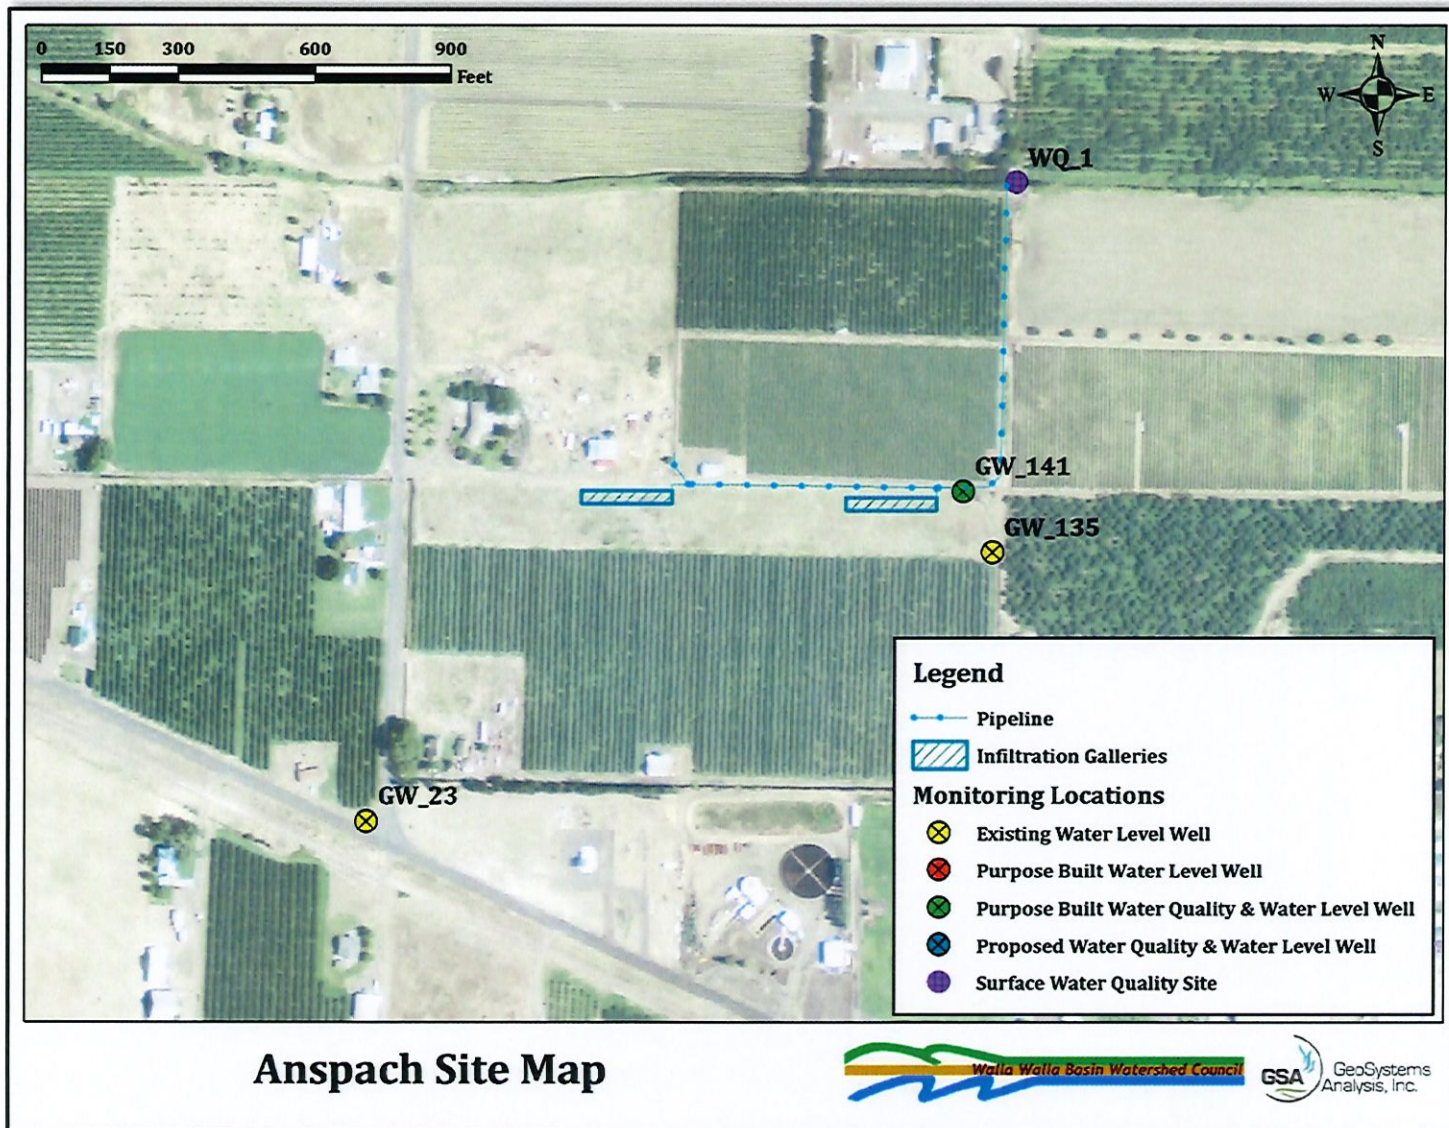 0 150 300 600 900
Feet
N
W E
S
WQ_1
GW_141
GW_135
GW_23
Legend
Pipeline
Infiltration Galleries
Monitoring Locations
Existing Water Level Well
Purpose Built Water Level Well
Purpose Built Water Quality & Water Level Well
Proposed Water Quality & Water Level Well
Surface Water Quality Site
Anspach Site Map
Walla Walla Basin Watershed Council
GSA
GeoSystems
Analysis, Inc.